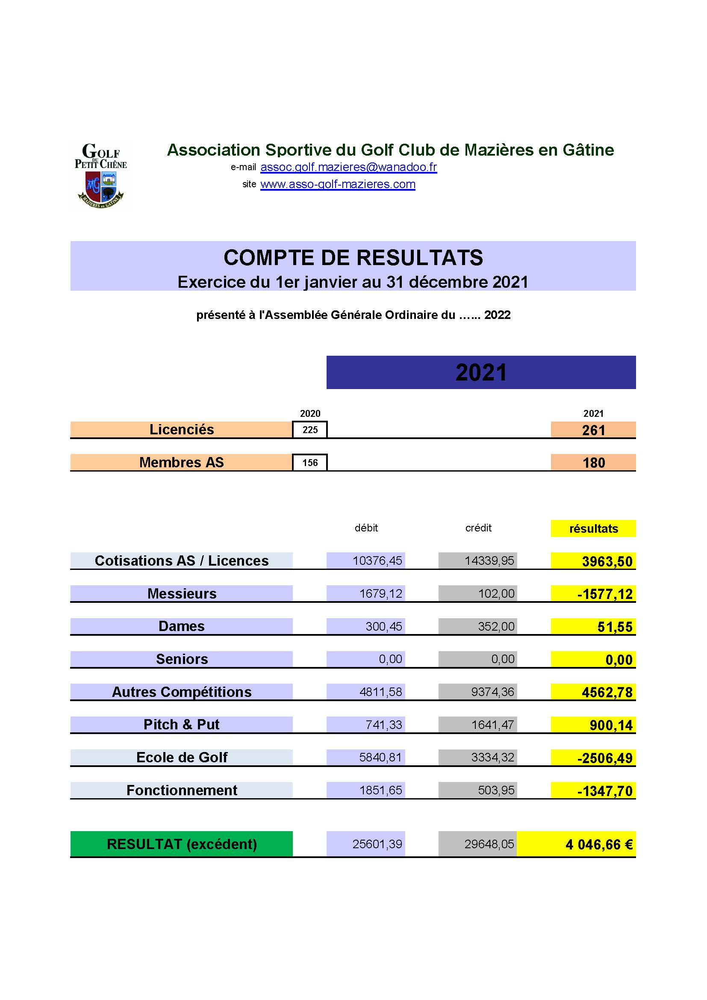 GOLF
DU
PETIT CHÊNE
MG
MAZIERES en GATINE
Association Sportive du Golf Club de Mazières en Gâtine
e-mail assoc.golf.mazieres@wanadoo.fr
site www.asso-golf-mazieres.com
COMPTE DE RESULTATS
Exercice du 1er janvier au 31 décembre 2021
présenté à l'Assemblée Générale Ordinaire du …... 2022
2021
2020 2021
Licenciés 225 261
Membres AS 156 180
débit crédit résultats
Cotisations AS / Licences 10376,45 14339,95 3963,50
Messieurs 1679,12 102,00 -1577,12
Dames 300,45 352,00 51,55
Seniors 0,00 0,00 0,00
Autres Compétitions 4811,58 9374,36 4562,78
Pitch & Put 741,33 1641,47 900,14
Ecole de Golf 5840,81 3334,32 -2506,49
Fonctionnement 1851,65 503,95 -1347,70
RESULTAT (excédent) 25601,39 29648,05 4 046,66 €